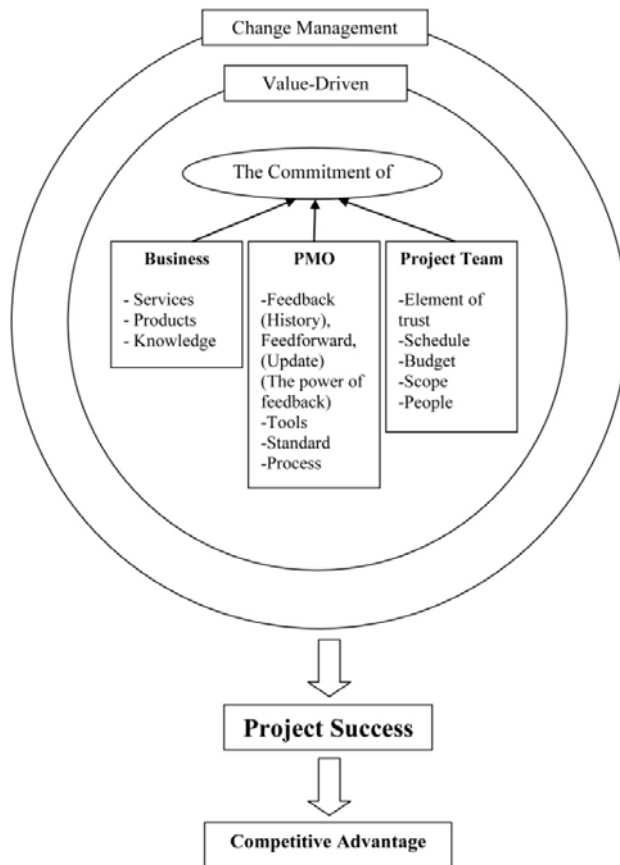 Change Management
Value-Driven
The Commitment of
Business
- Services
- Products
- Knowledge
PMO
-Feedback
(History),
Feedforward,
(Update)
(The power of
feedback)
-Tools
-Standard
-Process
Project Team
-Element of
trust
-Schedule
-Budget
-Scope
-People
Project Success
Competitive Advantage